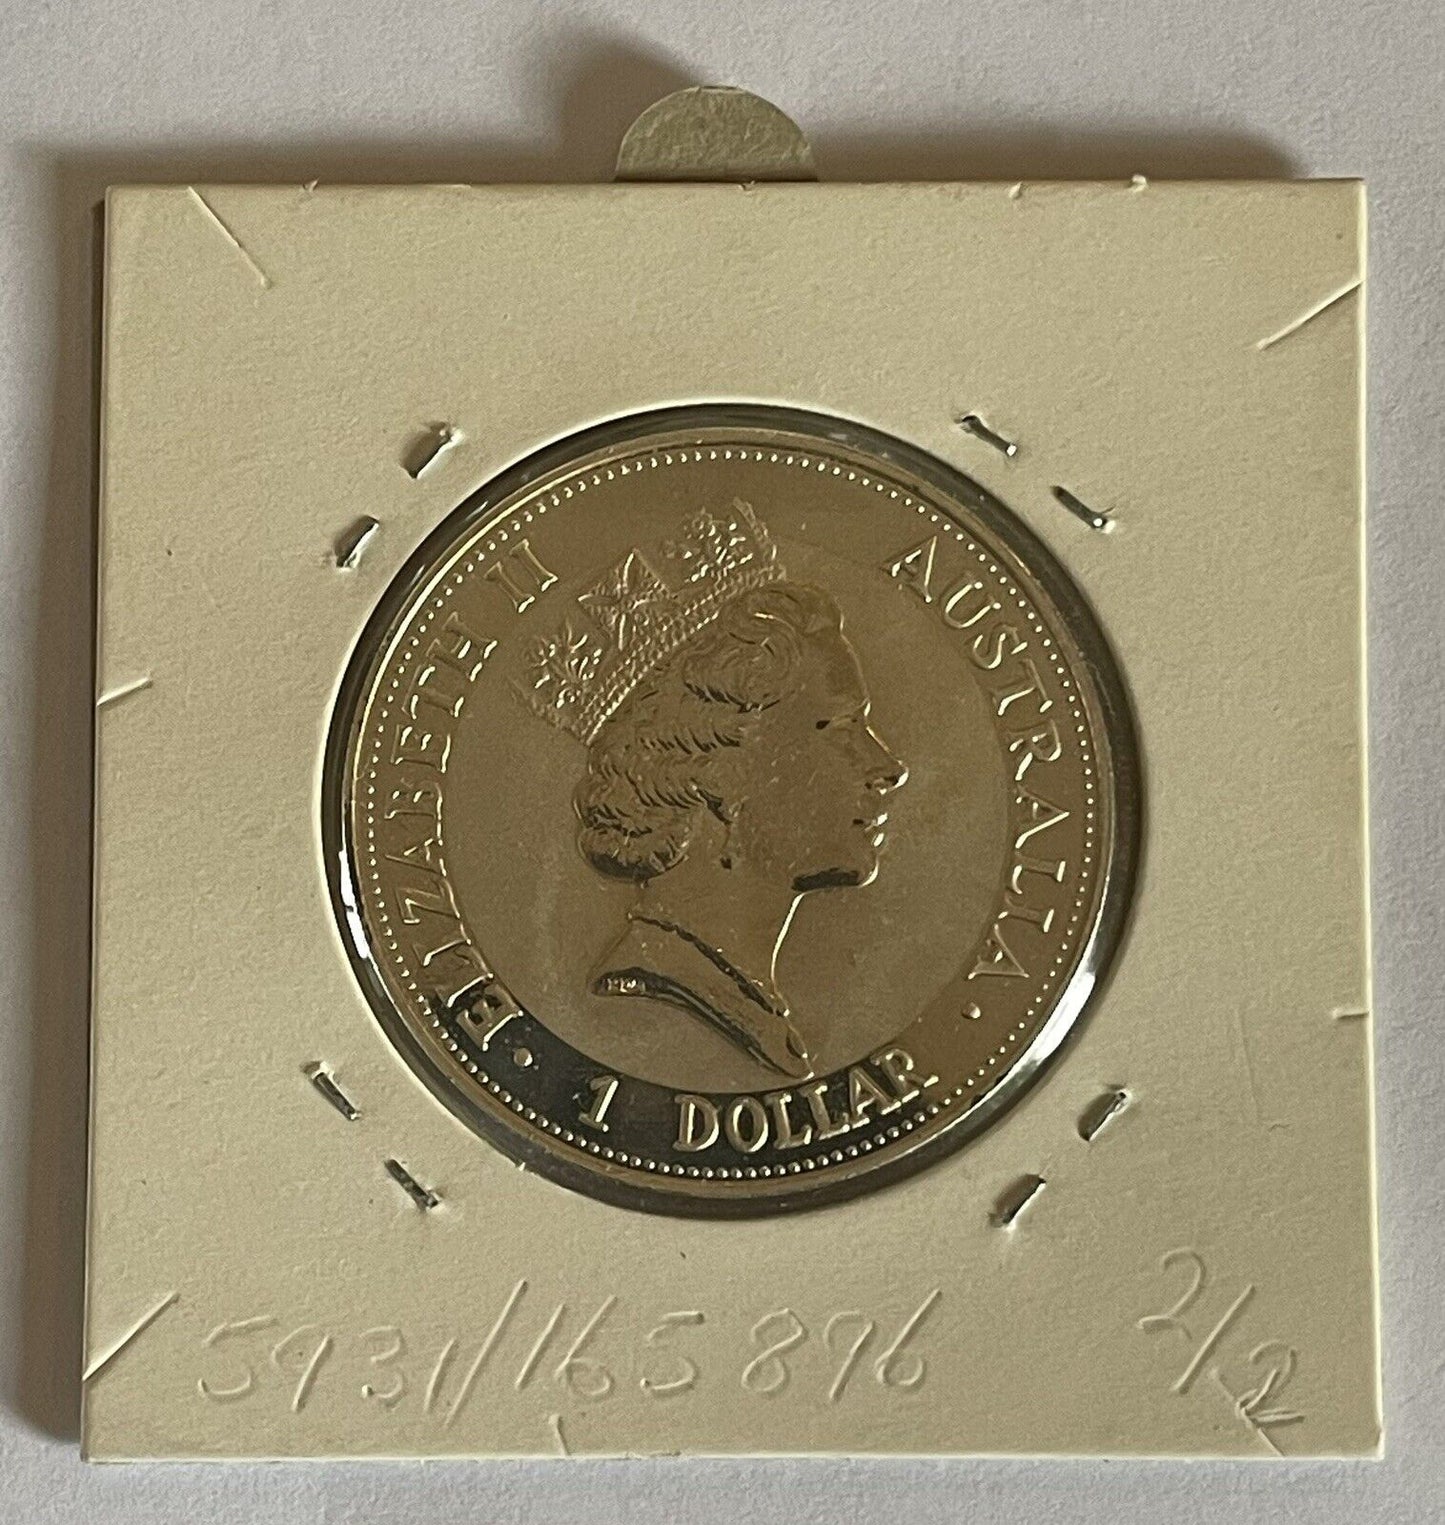 ELIZABETH II AUSTRALIA
· 1 DOLLAR ·
5931/165896 2/2